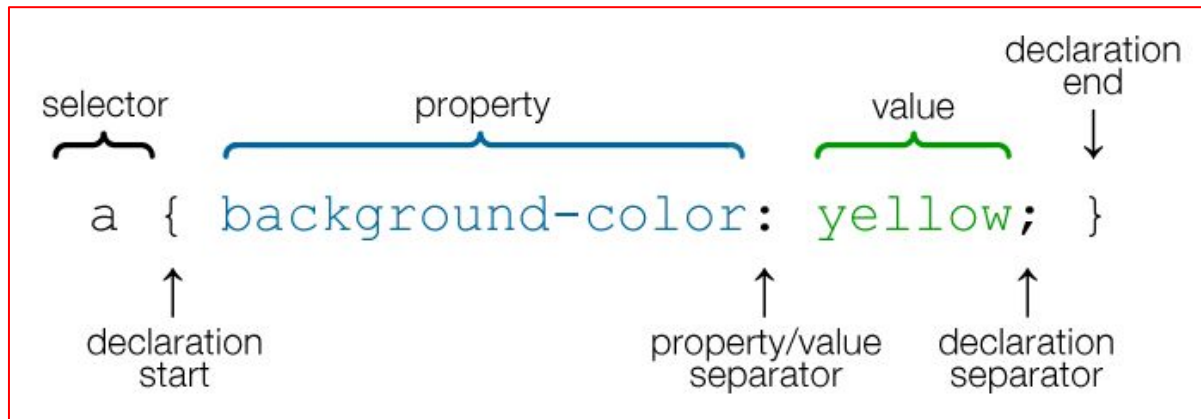 declaration
end
selector
property
value
a { background-color: yellow; }
declaration
start
property/value
separator
declaration
separator